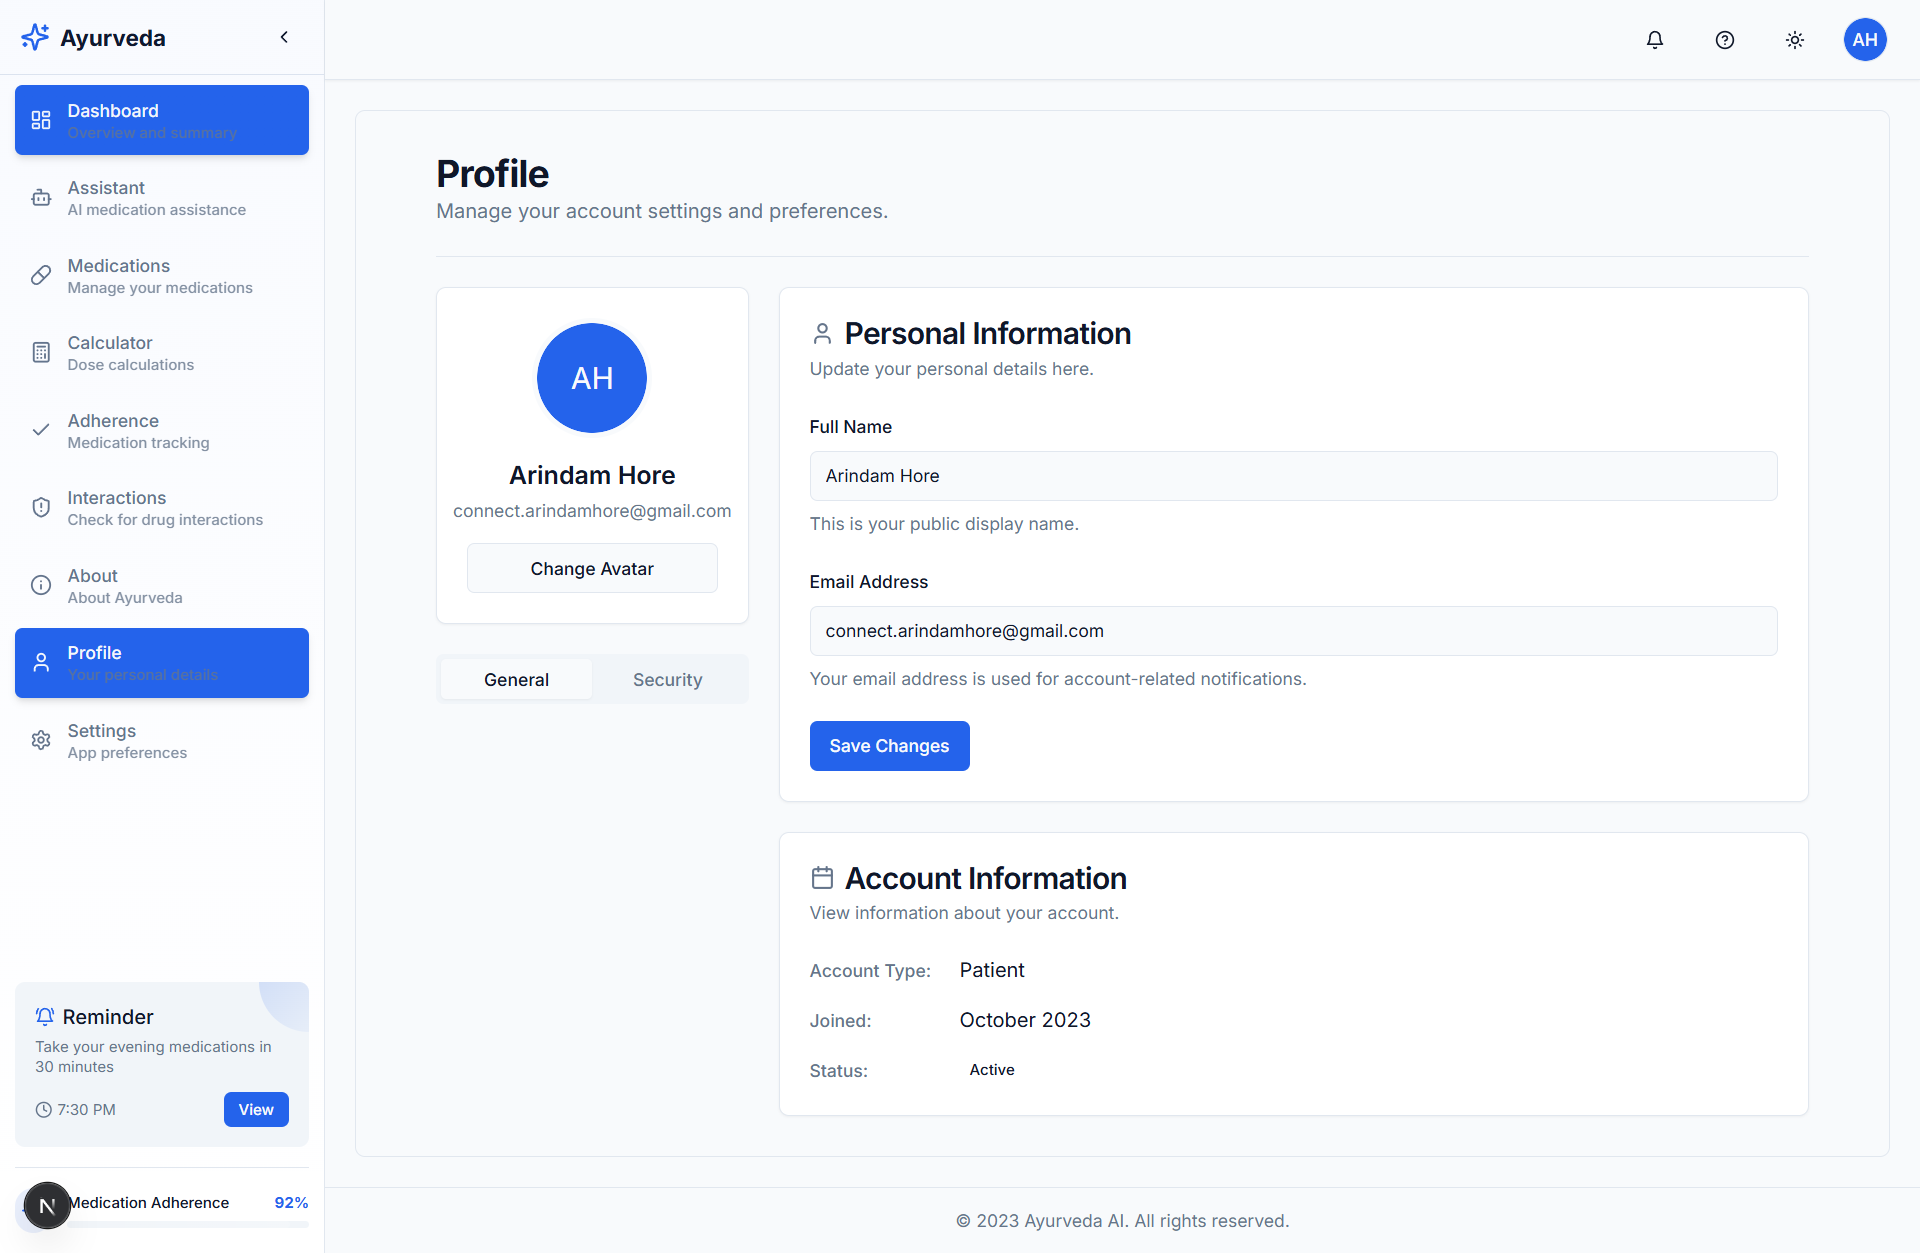 Ayurveda
AH
Dashboard
Overview and summary
Assistant
AI medication assistance
Medications
Manage your medications
Calculator
Dose calculations
Adherence
Medication tracking
Interactions
Check for drug interactions
About
About Ayurveda
Profile
Your personal details
Settings
App preferences
Reminder
Take your evening medications in
30 minutes
7:30 PM
View
N
Medication Adherence
92%
Profile
Manage your account settings and preferences.
AH
Arindam Hore
connect.arindamhore@gmail.com
Change Avatar
General
Security
Personal Information
Update your personal details here.
Full Name
Arindam Hore
This is your public display name.
Email Address
connect.arindamhore@gmail.com
Your email address is used for account-related notifications.
Save Changes
Account Information
View information about your account.
Account Type: Patient
Joined: October 2023
Status: Active
© 2023 Ayurveda AI. All rights reserved.